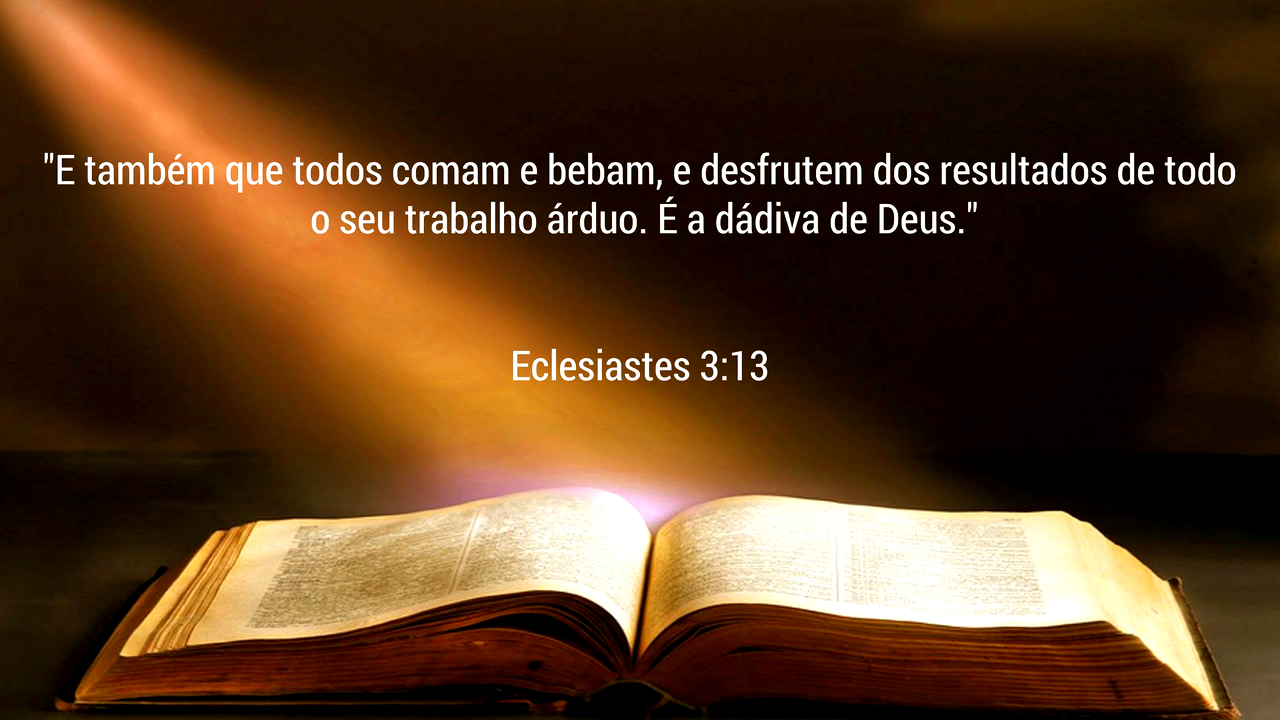 "E também que todos comam e bebam, e desfrutem dos resultados de todo
o seu trabalho árduo. É a dádiva de Deus."
Eclesiastes 3:13